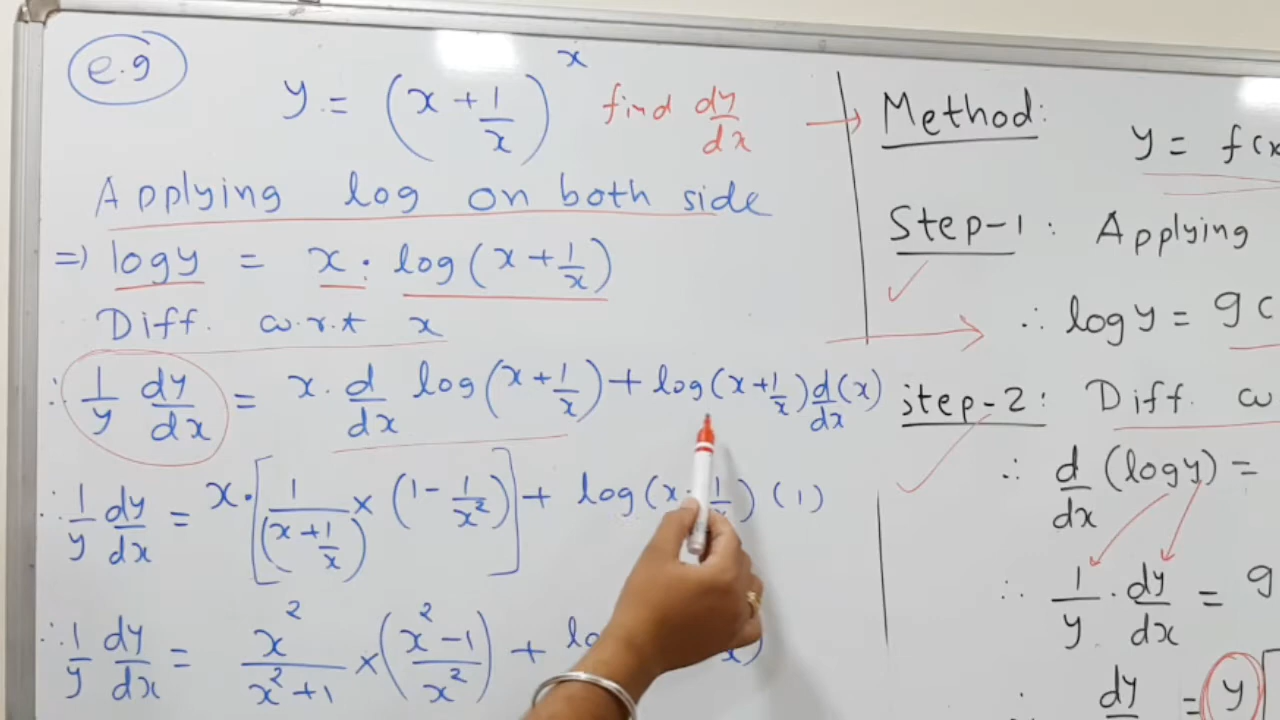 e.g
y = (x + 1/x)^x find dy/dx
Applying log on both side
⇒ log y = x · log(x + 1/x)
Diff. w.r.t x
∴ 1/y dy/dx = x · d/dx log(x + 1/x) + log(x + 1/x) d/dx (x)
∴ 1/y dy/dx = x · [1/(x + 1/x) × (1 - 1/x²)] + log(x 1/x) (1)
∴ 1/y dy/dx = x²/(x² + 1) × (x² - 1 / x²) + lo x)
→ Method:
y = f(x
Step-1 : Applying
∴ log y = g(
step-2 : Diff. w
∴ d/dx (log y) =
∴ 1/y · dy/dx = g
∴ dy/dx = y [